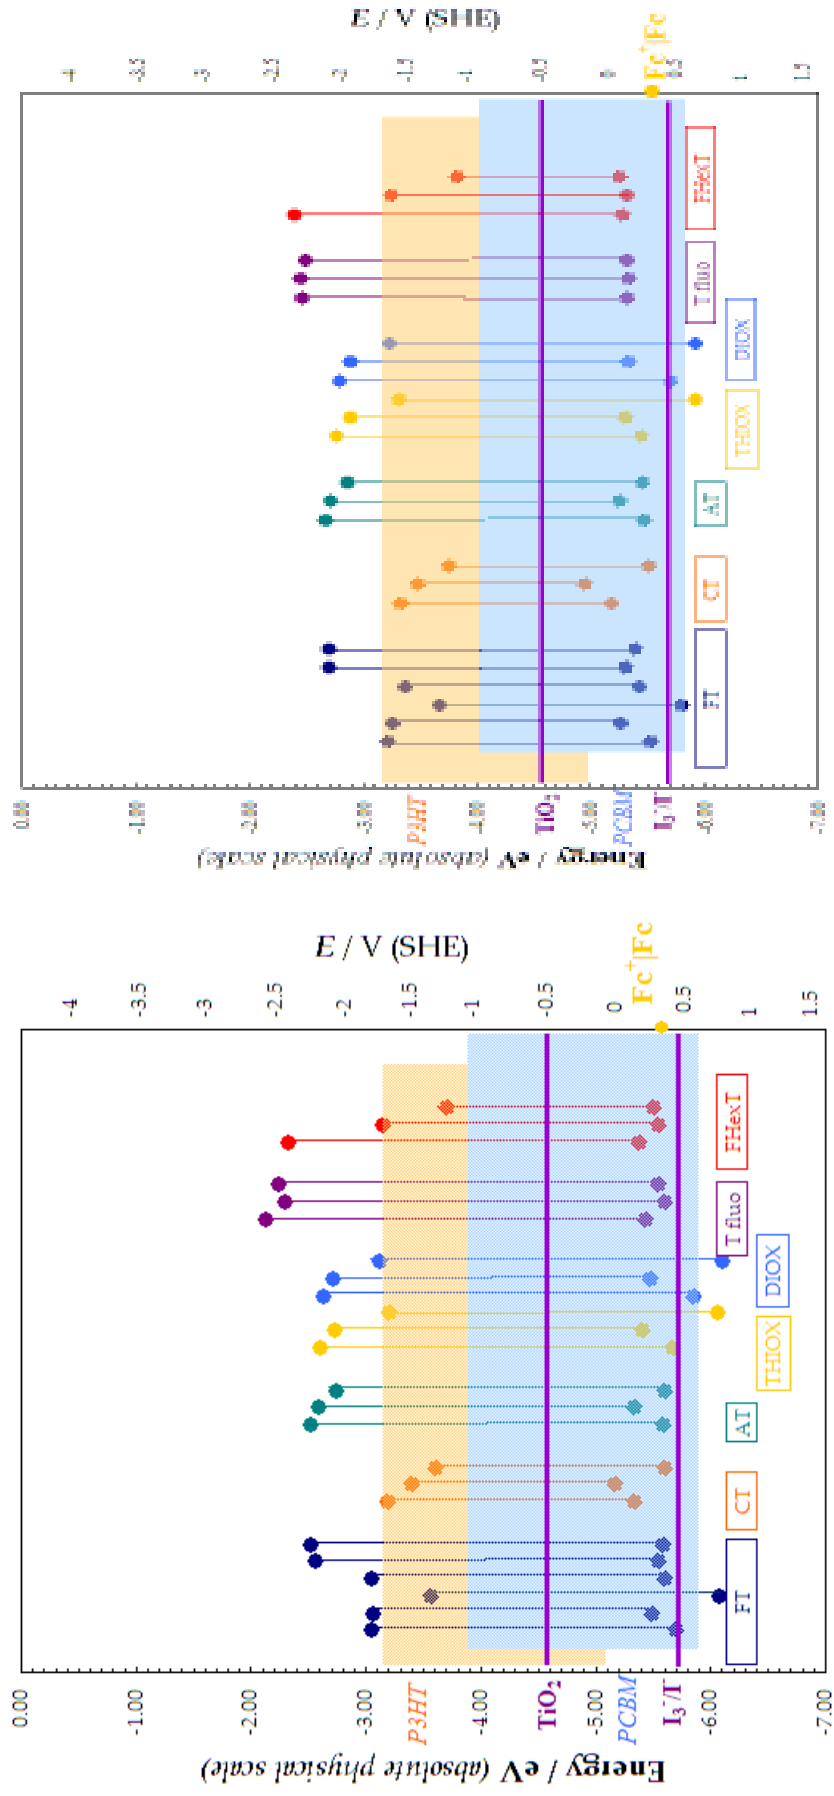 E / V (SHE)
-4
-3.5
-3
-2.5
-2
-1.5
-1
-0.5
0
0.5
1
1.5
Fc⁺|Fc
FHexT
T fluo
DIOX
THIOX
AT
CT
FT
0.00
-1.00
-2.00
-3.00
-4.00
-5.00
-6.00
-7.00
P3HT
TiO₂
PCBM
I₃⁻/I⁻
Energy / eV (absolute physical scale)
E / V (SHE)
-4
-3.5
-3
-2.5
-2
-1.5
-1
-0.5
0
0.5
1
1.5
Fc⁺|Fc
FHexT
T fluo
DIOX
THIOX
AT
CT
FT
0.00
-1.00
-2.00
-3.00
-4.00
-5.00
-6.00
-7.00
P3HT
TiO₂
PCBM
I₃⁻/I⁻
Energy / eV (absolute physical scale)